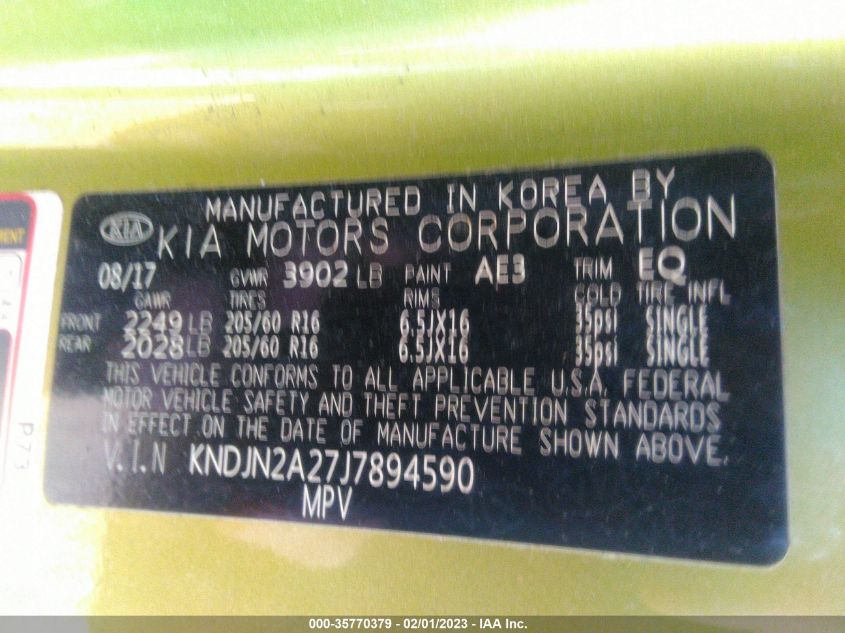 MANUFACTURED IN KOREA BY
KIA KIA MOTORS CORPORATION
08/17 GVWR 3902 LB PAINT AE3 TRIM EQ
GAWR TIRES RIMS COLD TIRE INFL
FRONT 2249 LB 205/60 R16 6.5JX16 35psi SINGLE
REAR 2028 LB 205/60 R16 6.5JX16 35psi SINGLE
THIS VEHICLE CONFORMS TO ALL APPLICABLE U.S.A. FEDERAL
MOTOR VEHICLE SAFETY AND THEFT PREVENTION STANDARDS
IN EFFECT ON THE DATE OF MANUFACTURE SHOWN ABOVE.
V.I.N KNDJN2A27J7894590
MPV
P73
000-35770379 - 02/01/2023 - IAA Inc.